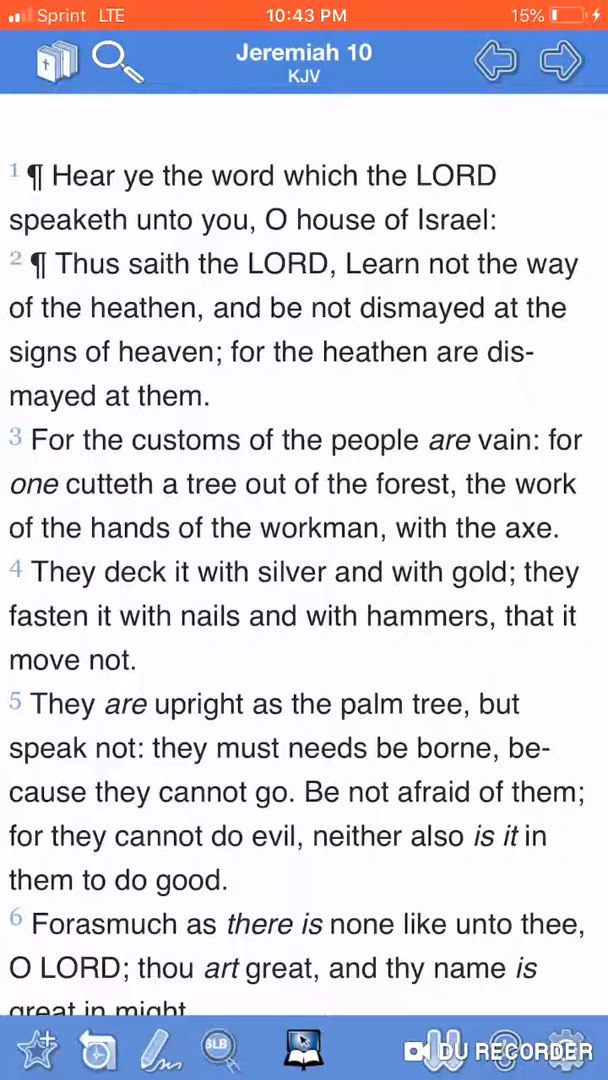 Sprint LTE 10:43 PM 15%
Jeremiah 10
KJV
1 ¶ Hear ye the word which the LORD
speaketh unto you, O house of Israel:
2 ¶ Thus saith the LORD, Learn not the way
of the heathen, and be not dismayed at the
signs of heaven; for the heathen are dis-
mayed at them.
3 For the customs of the people are vain: for
one cutteth a tree out of the forest, the work
of the hands of the workman, with the axe.
4 They deck it with silver and with gold; they
fasten it with nails and with hammers, that it
move not.
5 They are upright as the palm tree, but
speak not: they must needs be borne, be-
cause they cannot go. Be not afraid of them;
for they cannot do evil, neither also is it in
them to do good.
6 Forasmuch as there is none like unto thee,
O LORD; thou art great, and thy name is
great in might
SLB
DU RECORDER